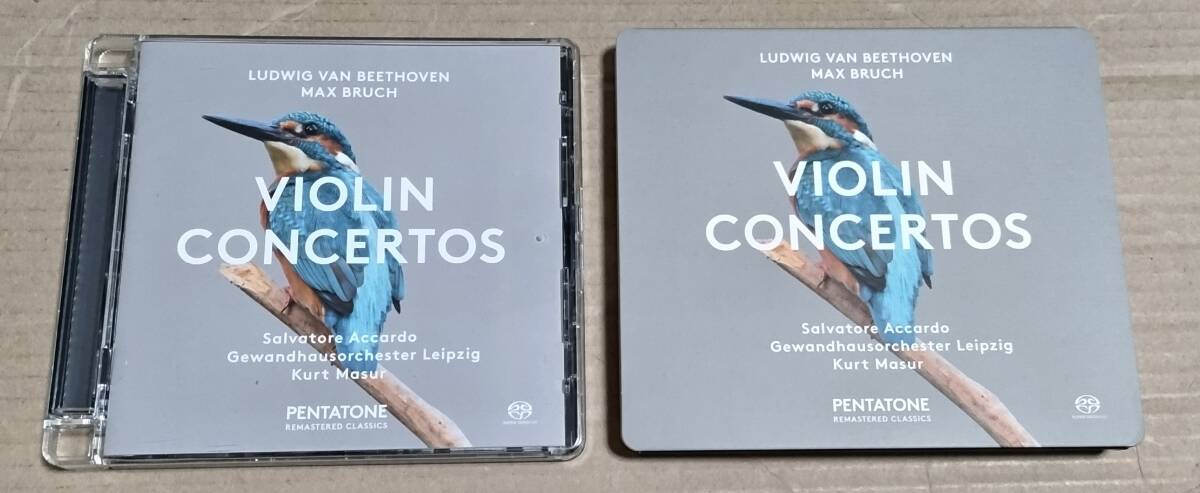 LUDWIG VAN BEETHOVEN
MAX BRUCH
VIOLIN
CONCERTOS
Salvatore Accardo
Gewandhausorchester Leipzig
Kurt Masur
PENTATONE
REMASTERED CLASSICS
LUDWIG VAN BEETHOVEN
MAX BRUCH
VIOLIN
CONCERTOS
Salvatore Accardo
Gewandhausorchester Leipzig
Kurt Masur
PENTATONE
REMASTERED CLASSICS